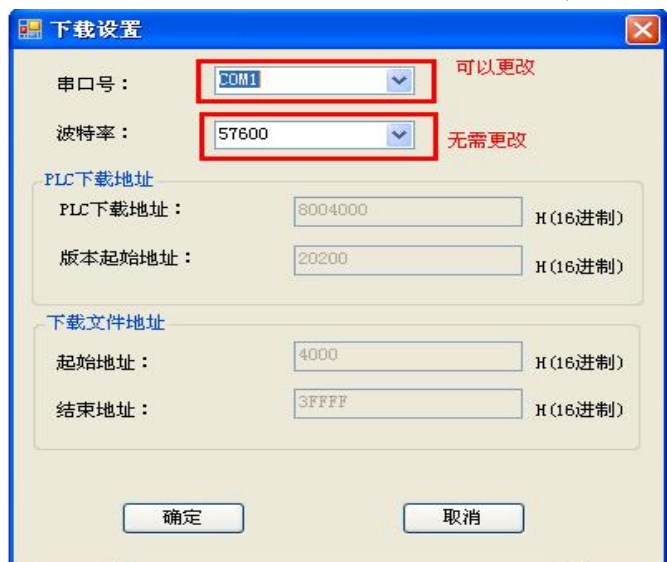 下载设置
串口号： COM1 可以更改
波特率： 57600 无需更改
PLC下载地址
PLC下载地址： 8004000 H(16进制)
版本起始地址： 20200 H(16进制)
下载文件地址
起始地址： 4000 H(16进制)
结束地址： 3FFFF H(16进制)
确定 取消